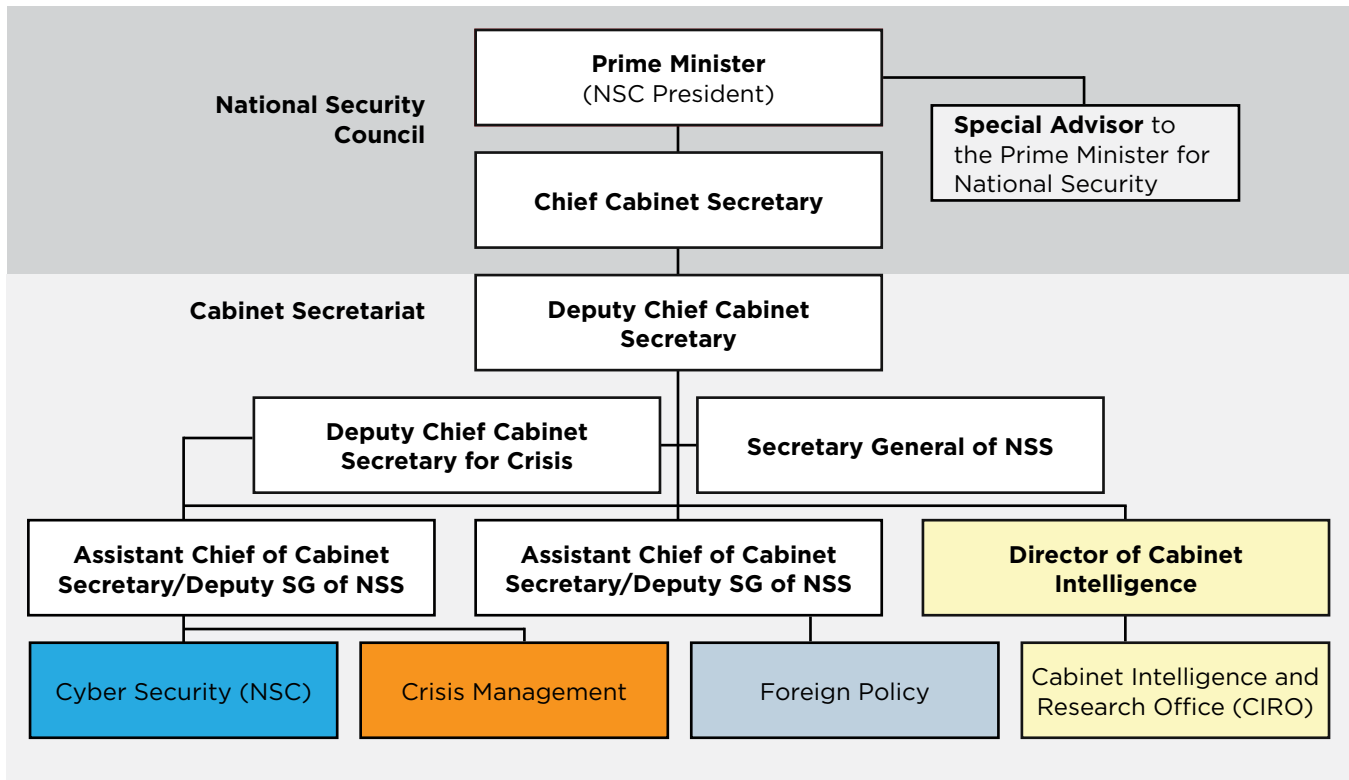 National Security
Council
Prime Minister
(NSC President)
Special Advisor to
the Prime Minister for
National Security
Chief Cabinet Secretary
Cabinet Secretariat
Deputy Chief Cabinet
Secretary
Deputy Chief Cabinet
Secretary for Crisis
Secretary General of NSS
Assistant Chief of Cabinet
Secretary/Deputy SG of NSS
Assistant Chief of Cabinet
Secretary/Deputy SG of NSS
Director of Cabinet
Intelligence
Cyber Security (NSC)
Crisis Management
Foreign Policy
Cabinet Intelligence and
Research Office (CIRO)